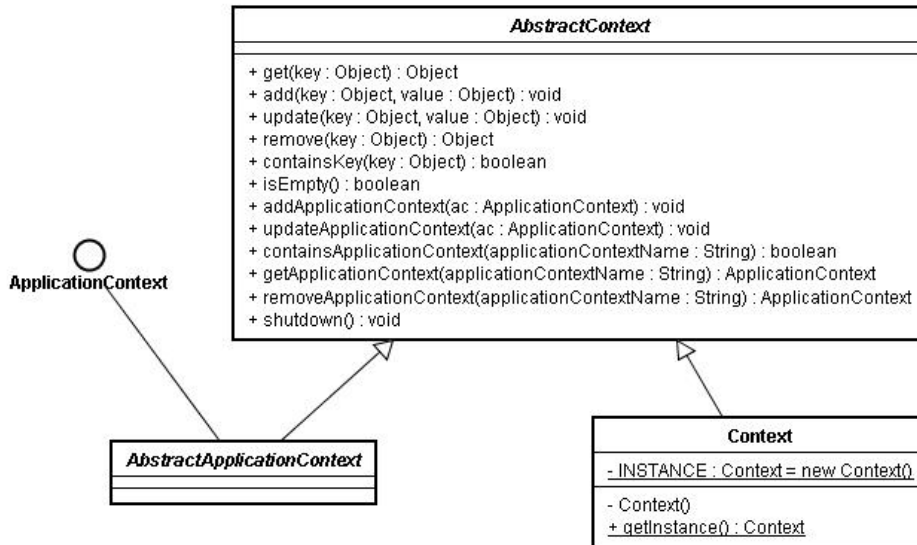 AbstractContext
+ get(key : Object) : Object
+ add(key : Object, value : Object) : void
+ update(key : Object, value : Object) : void
+ remove(key : Object) : Object
+ containsKey(key : Object) : boolean
+ isEmpty() : boolean
+ addApplicationContext(ac : ApplicationContext) : void
+ updateApplicationContext(ac : ApplicationContext) : void
+ containsApplicationContext(applicationContextName : String) : boolean
+ getApplicationContext(applicationContextName : String) : ApplicationContext
+ removeApplicationContext(applicationContextName : String) : ApplicationContext
+ shutdown() : void
ApplicationContext
AbstractApplicationContext
Context
- INSTANCE : Context = new Context()
- Context()
+ getInstance() : Context